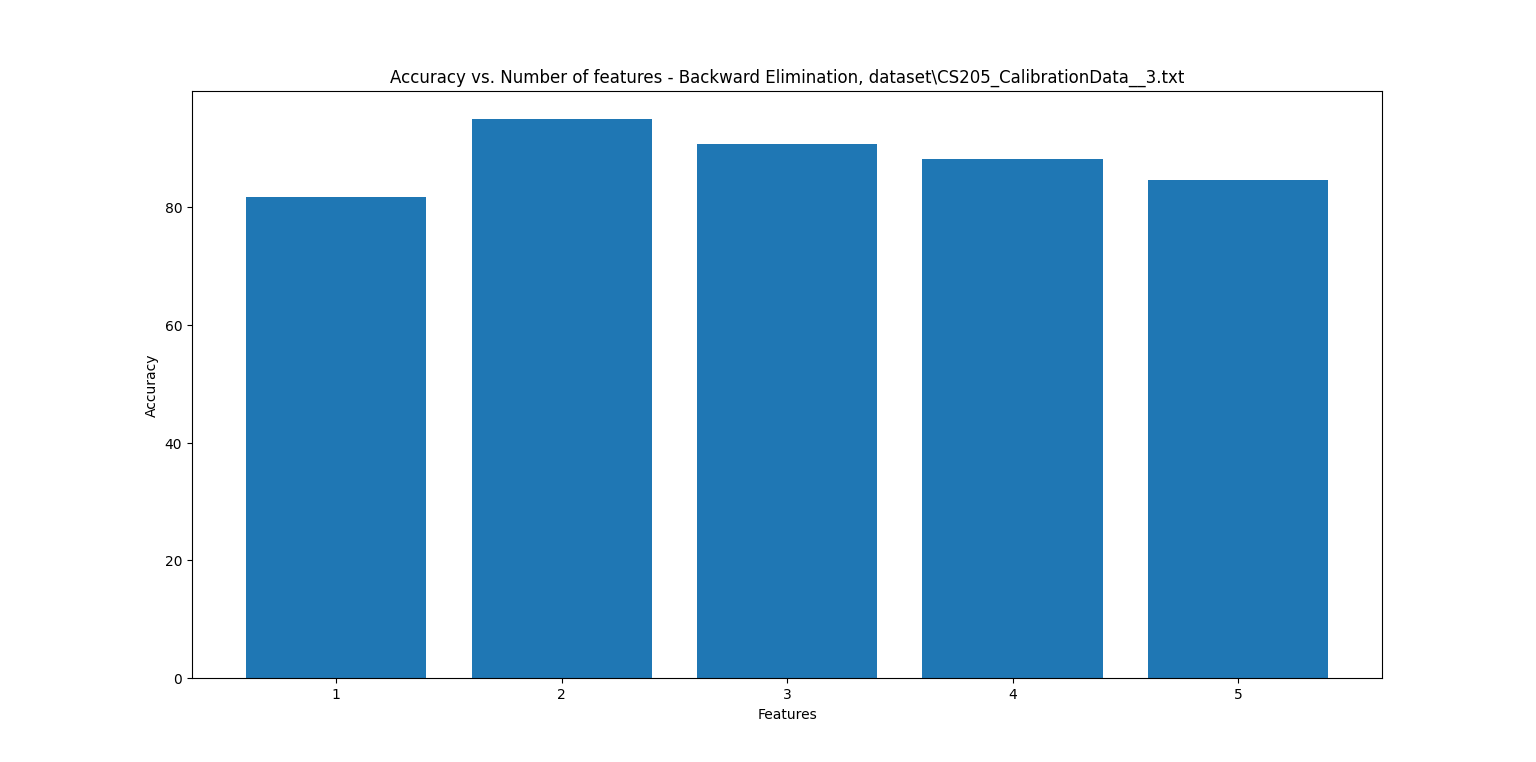 Accuracy vs. Number of features - Backward Elimination, dataset\CS205_CalibrationData__3.txt
80
60
40
20
0
Accuracy
1 2 3 4 5
Features